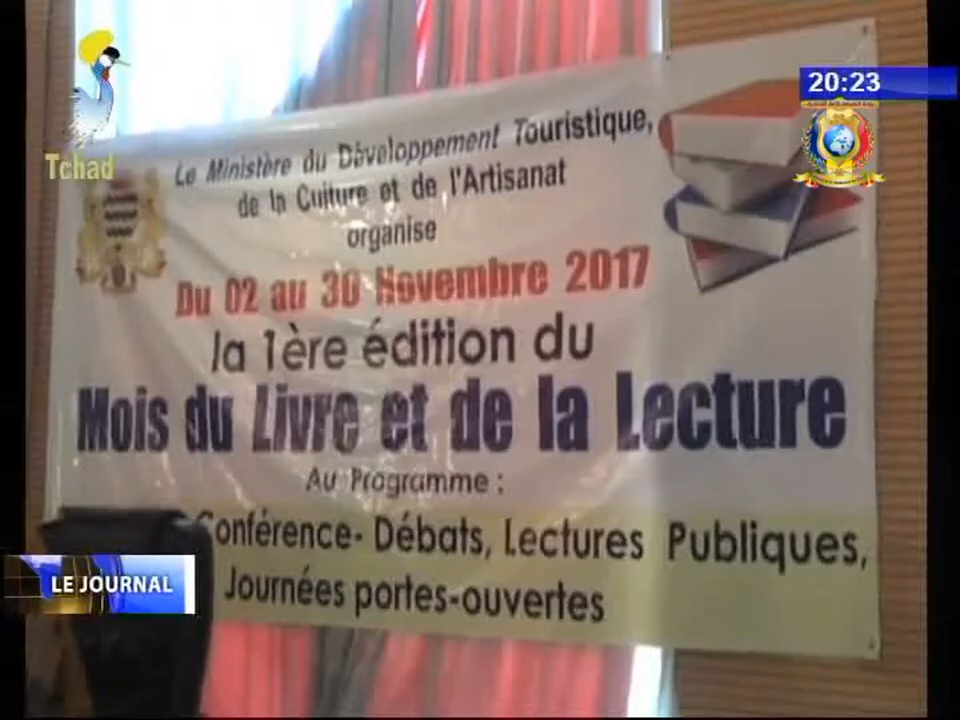 20:23
Tchad
Le Ministère du Développement Touristique,
de la Culture et de l'Artisanat
organise
Du 02 au 30 Novembre 2017
la 1ère édition du
Mois du Livre et de la Lecture
Au Programme :
Conférence- Débats, Lectures Publiques,
Journées portes-ouvertes
LE JOURNAL